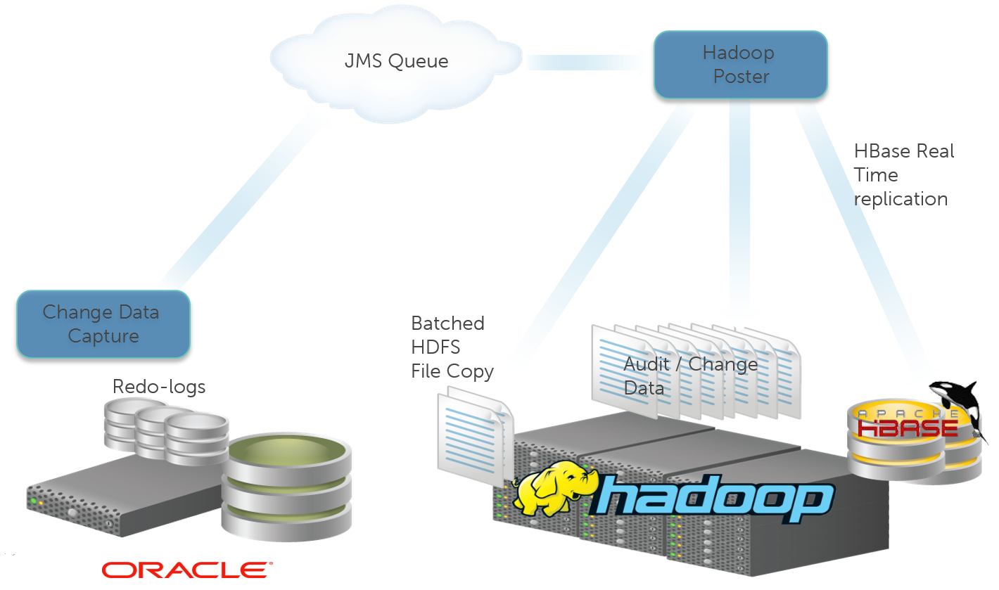 JMS Queue
Hadoop
Poster
HBase Real
Time
replication
Change Data
Capture
Batched
HDFS
File Copy
Audit / Change
Data
Redo-logs
APACHE
HBASE
hadoop
ORACLE